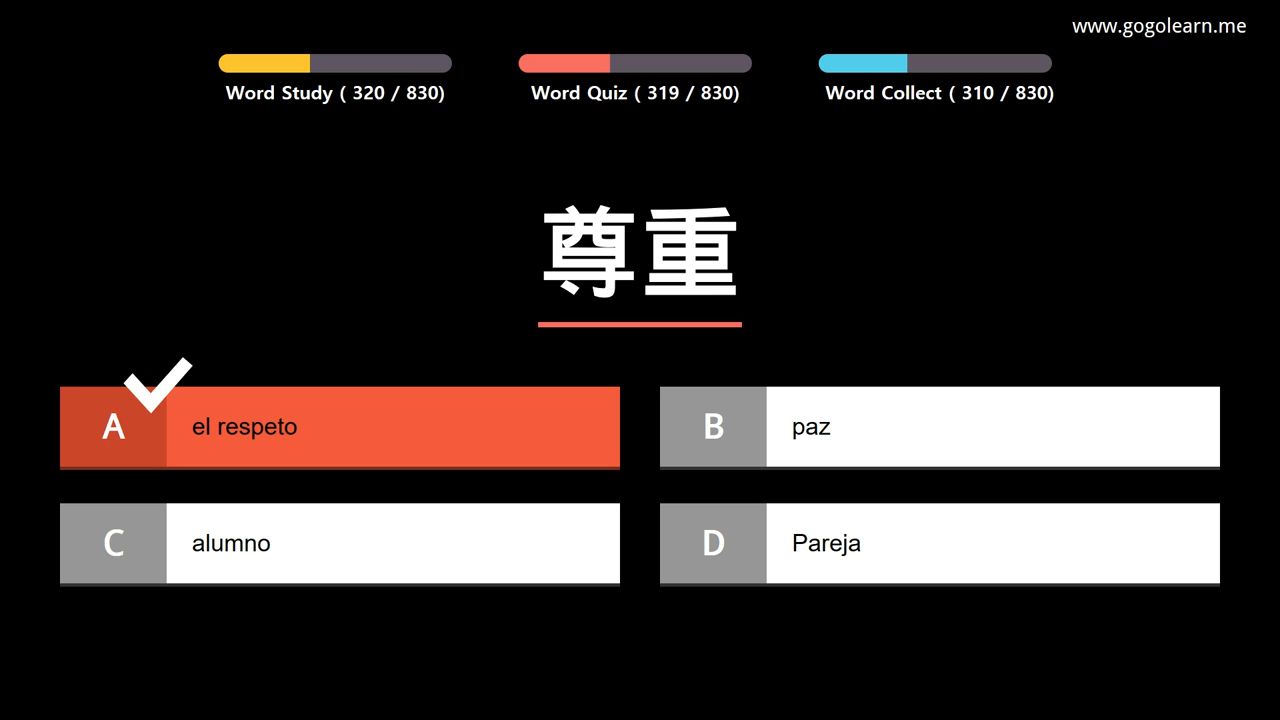 www.gogolearn.me
Word Study ( 320 / 830)
Word Quiz ( 319 / 830)
Word Collect ( 310 / 830)
尊重
A
el respeto
B
paz
C
alumno
D
Pareja